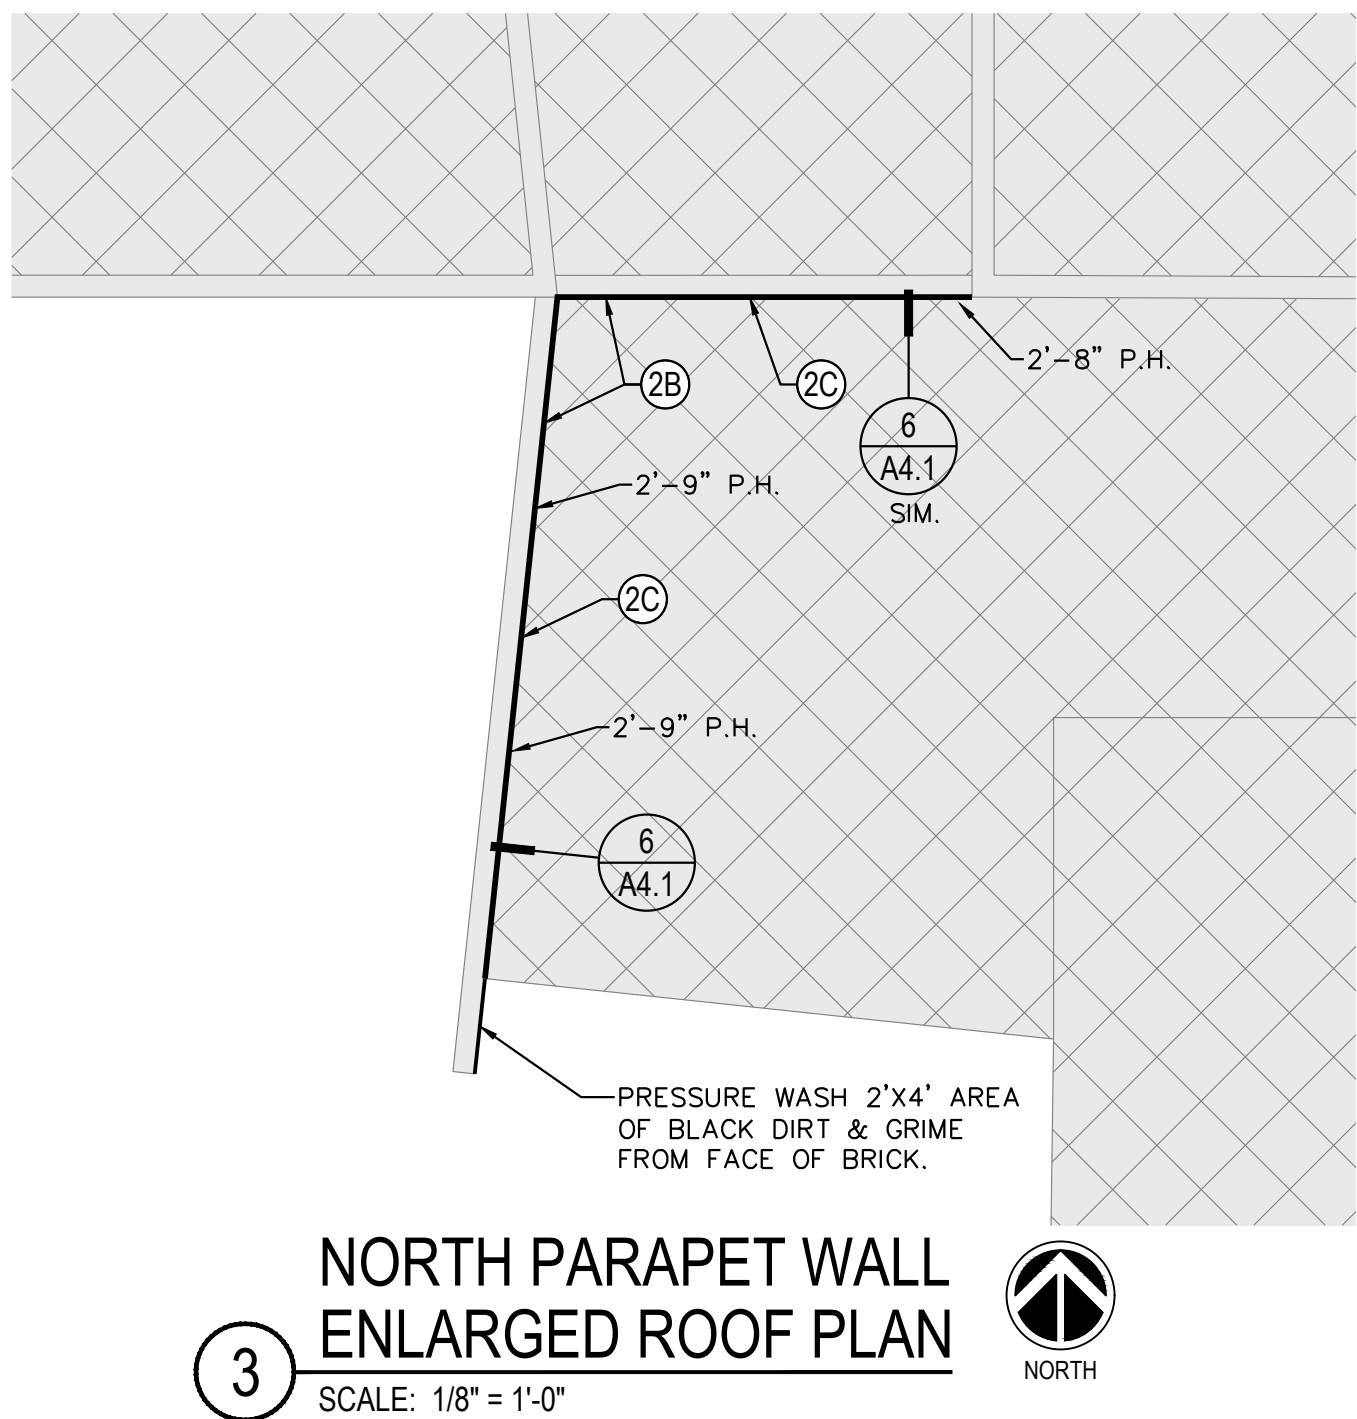 2'-8" P.H.
2B
2C
6
A4.1
SIM.
2'-9" P.H.
2C
2'-9" P.H.
6
A4.1
PRESSURE WASH 2'X4' AREA
OF BLACK DIRT & GRIME
FROM FACE OF BRICK.
NORTH PARAPET WALL
ENLARGED ROOF PLAN
3
SCALE: 1/8" = 1'-0"
NORTH